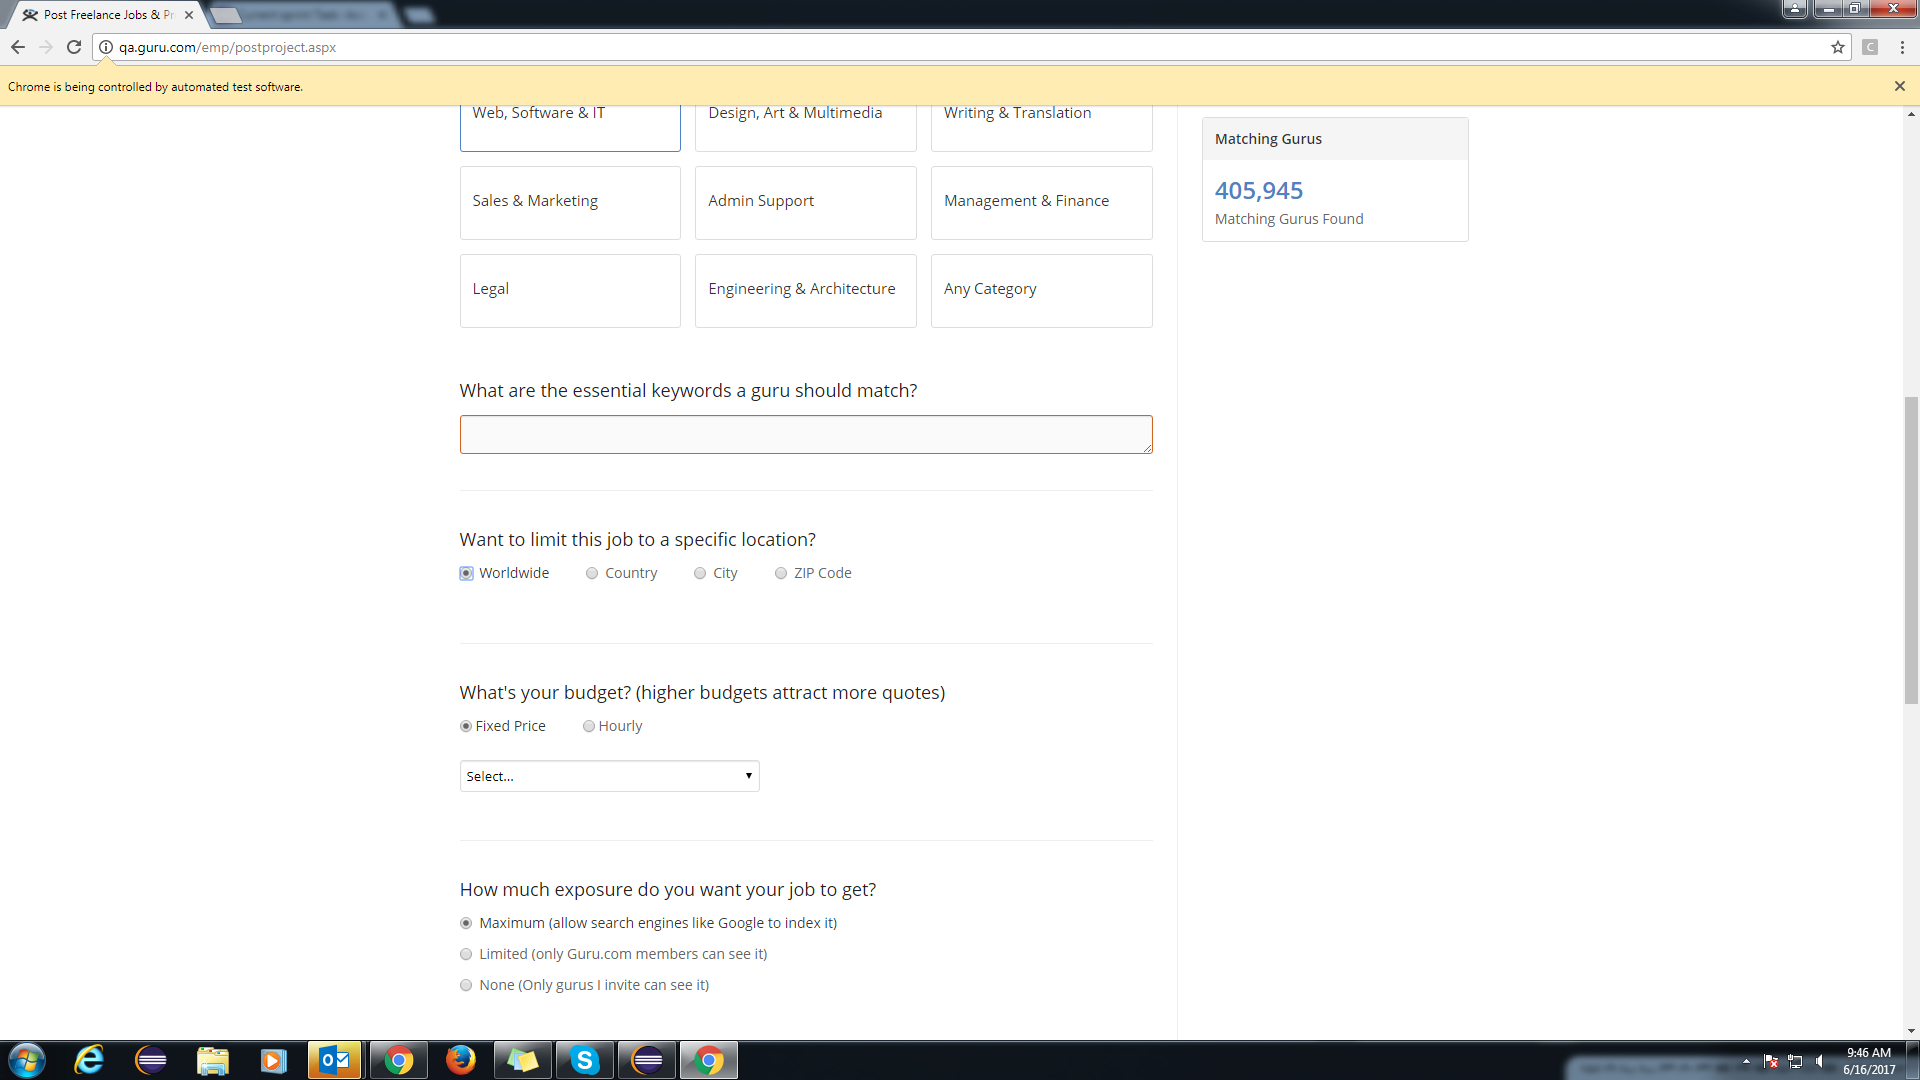 Post Freelance Jobs & Pr
qa.guru.com/emp/postproject.aspx
C
Chrome is being controlled by automated test software.
Web, Software & IT
Design, Art & Multimedia
Writing & Translation
Sales & Marketing
Admin Support
Management & Finance
Legal
Engineering & Architecture
Any Category
Matching Gurus
405,945
Matching Gurus Found
What are the essential keywords a guru should match?
Want to limit this job to a specific location?
Worldwide Country City ZIP Code
What's your budget? (higher budgets attract more quotes)
Fixed Price Hourly
Select...
How much exposure do you want your job to get?
Maximum (allow search engines like Google to index it)
Limited (only Guru.com members can see it)
None (Only gurus I invite can see it)
9:46 AM
6/16/2017